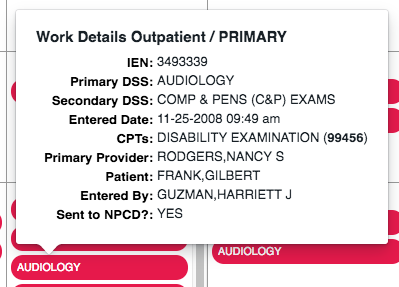 Work Details Outpatient / PRIMARY
IEN: 3493339
Primary DSS: AUDIOLOGY
Secondary DSS: COMP & PENS (C&P) EXAMS
Entered Date: 11-25-2008 09:49 am
CPTs: DISABILITY EXAMINATION (99456)
Primary Provider: RODGERS,NANCY S
Patient: FRANK,GILBERT
Entered By: GUZMAN,HARRIETT J
Sent to NPCD?: YES
AUDIOLOGY
AUDIOLOGY